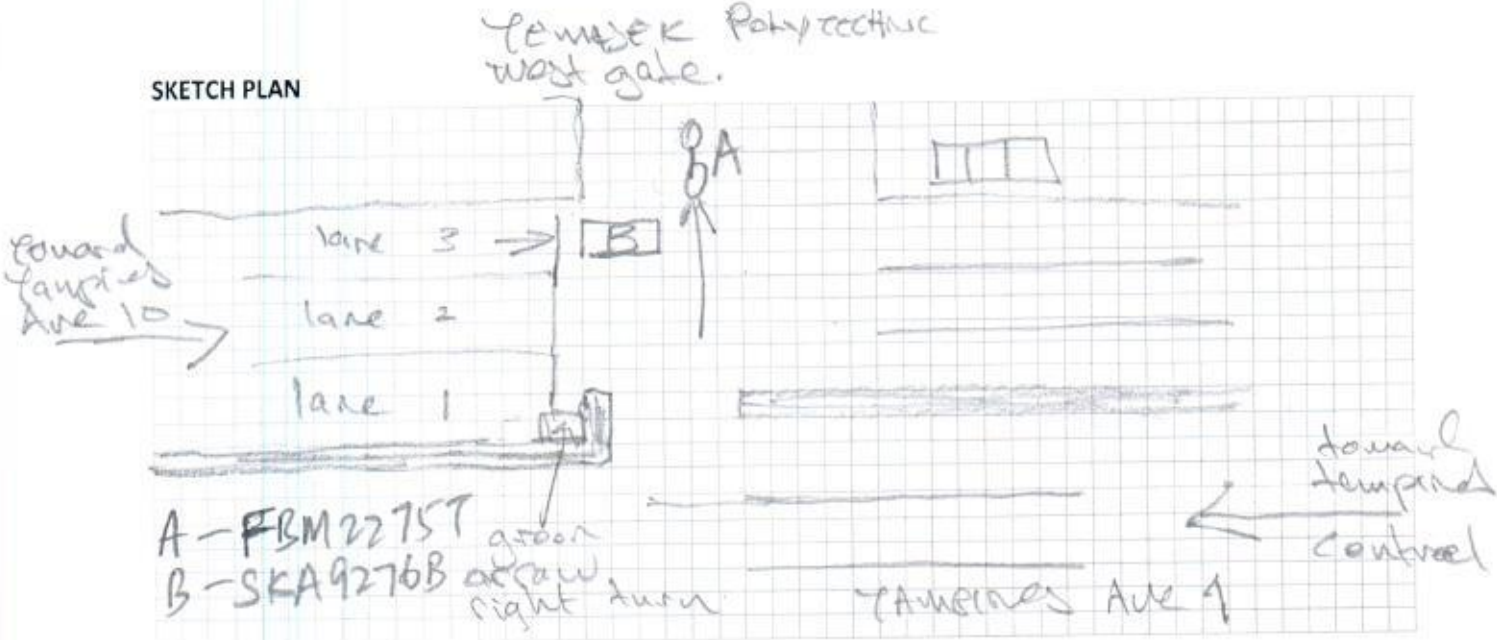 TEMASEK POLYTECHNIC
west gate.
SKETCH PLAN
A
lane 3
B
toward
Tampines
Ave 10
lane 2
lane 1
toward
tempines
Central
A - FBM2275T
B - SKA9276B
green
arrow
right turn
TAMPINES AVE 1